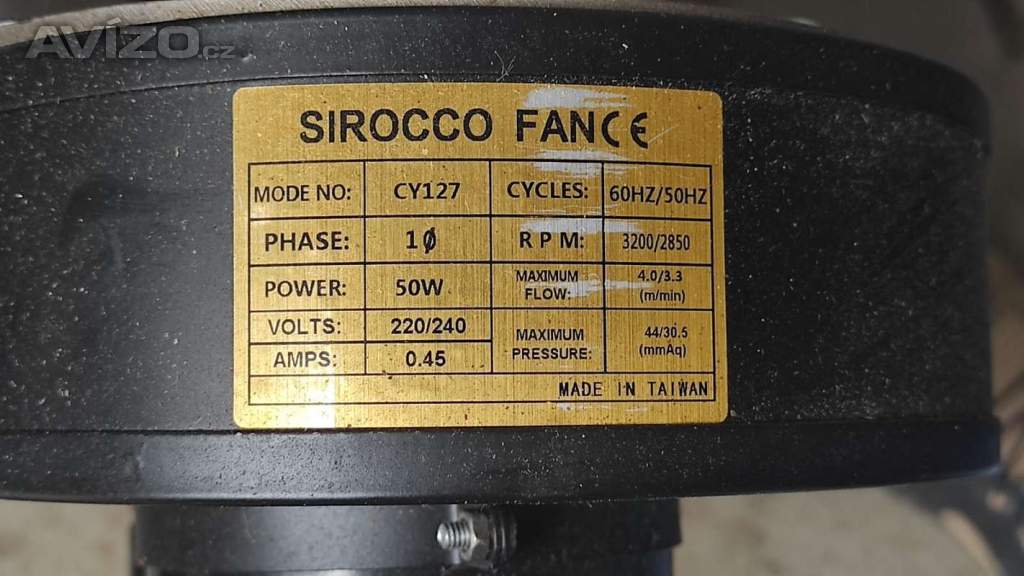 AVÍZO.cz
SIROCCO FAN CE
MODE NO: CY127 CYCLES: 60HZ/50HZ
PHASE: 1Ø R P M: 3200/2850
POWER: 50W MAXIMUM FLOW: 4.0/3.3 (m/min)
VOLTS: 220/240 MAXIMUM PRESSURE: 44/30.5 (mmAq)
AMPS: 0.45
MADE IN TAIWAN